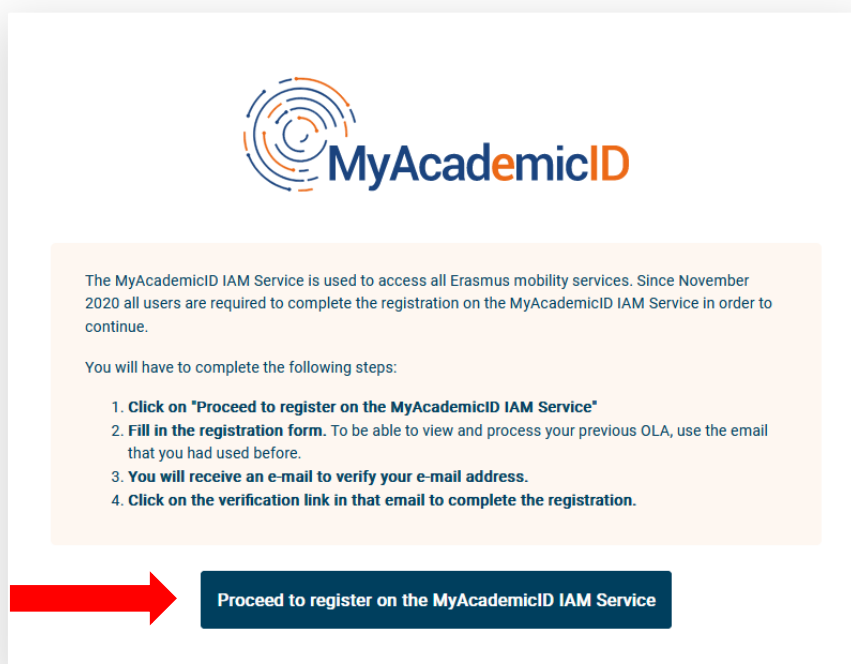 MyAcademicID
The MyAcademicID IAM Service is used to access all Erasmus mobility services. Since November
2020 all users are required to complete the registration on the MyAcademicID IAM Service in order to
continue.
You will have to complete the following steps:
1. Click on "Proceed to register on the MyAcademicID IAM Service"
2. Fill in the registration form. To be able to view and process your previous OLA, use the email
that you had used before.
3. You will receive an e-mail to verify your e-mail address.
4. Click on the verification link in that email to complete the registration.
Proceed to register on the MyAcademicID IAM Service